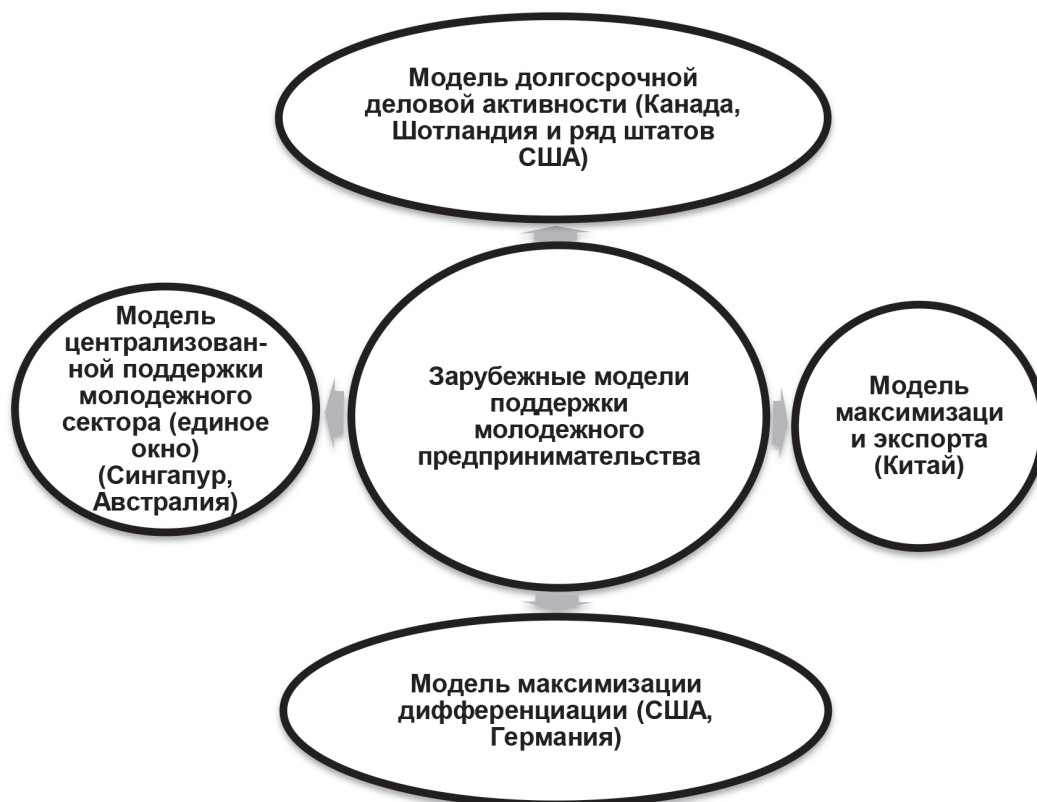 Модель долгосрочной
деловой активности (Канада,
Шотландия и ряд штатов
США)
Модель
централизован-
ной поддержки
молодежного
сектора (единое
окно)
(Сингапур,
Австралия)
Зарубежные модели
поддержки
молодежного
предпринимательства
Модель
максимизаци
и экспорта
(Китай)
Модель максимизации
дифференциации (США,
Германия)